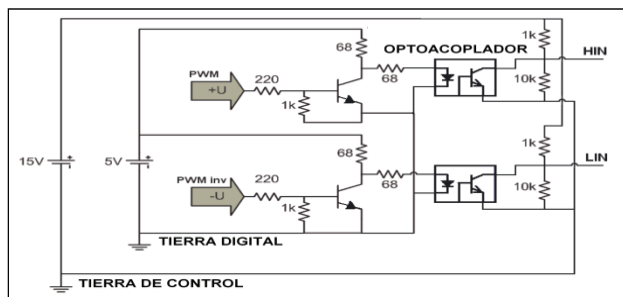 1k
HIN
68
OPTOACOPLADOR
PWM
+U
220
68
10k
1k
1k
15V
5V
68
PWM inv
-U
220
68
LIN
10k
1k
TIERRA DIGITAL
TIERRA DE CONTROL